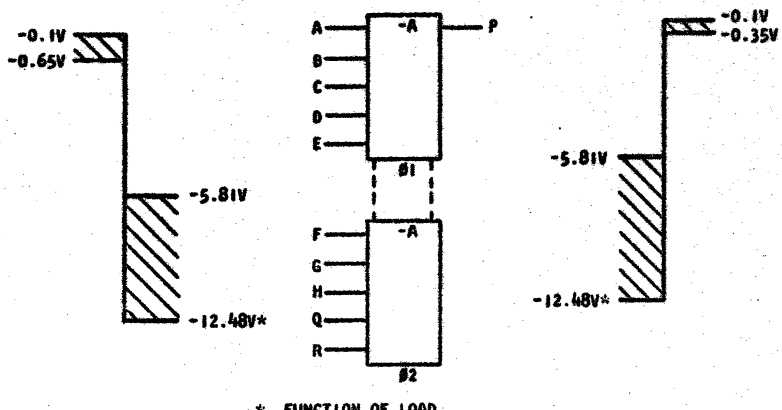 -0.1V
-0.65V
-5.81V
-12.48V*
A
B
C
D
E
-A
P
Ø1
F
G
H
Q
R
-A
Ø2
-0.1V
-0.35V
-5.81V
-12.48V*
* FUNCTION OF LOAD